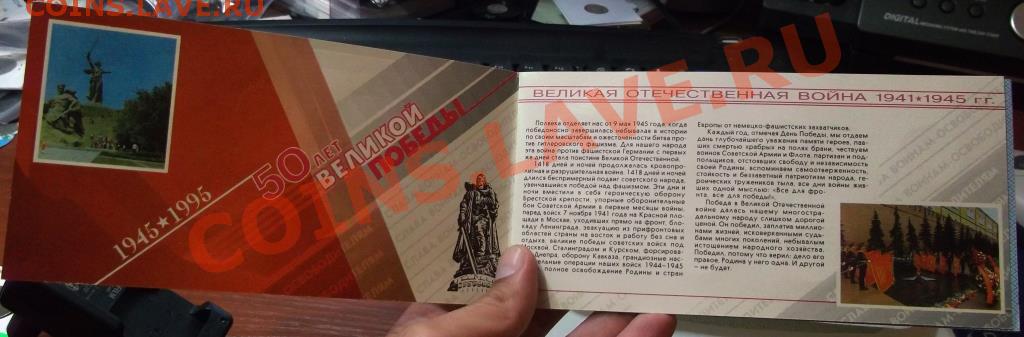 COINS.LAVE.RU
DIGITAL
1945★1995
50 ЛЕТ
ВЕЛИКОЙ
ПОБЕДЫ
COINS.LAVE.RU
ВЕЛИКАЯ ОТЕЧЕСТВЕННАЯ ВОЙНА 1941★1945 г.г.
Полвека отделяет нас от 9 мая 1945 года, когда
победоносно завершилась небывалая в истории
по своим масштабам и ожесточенности битва про-
тив гитлеровского фашизма. Для нашего народа
эта война против фашистской Германии с первых
же дней стала поистине Великой Отечественной.
1418 дней и ночей продолжалась кровопро-
литная и разрушительная война. 1418 дней и ночей
длился беспримерный подвиг советского народа,
увенчавшийся победой над фашизмом. Эти дни и
ночи вместили в себя героическую оборону
Брестской крепости, упорные оборонительные
бои Советской Армии в первые месяцы войны,
парад войск 7 ноября 1941 года на Красной пло-
щади в Москве, уходивших прямо на фронт, бло-
каду Ленинграда, эвакуацию из прифронтовых
областей страны на восток и работу без сна и
отдыха, великие победы советских войск под
Москвой, Сталинградом и Курском, форсирова-
Днепра, оборону Кавказа, грандиозные нас-
тельные операции наших войск 1944–1945
полное освобождение Родины и стран
Европы от немецко-фашистских захватчиков.
Каждый год, отмечая День Победы, мы отдаем
дань глубочайшего уважения памяти героев, пав-
ших смертью храбрых на полях брани, чествуем
воинов Советской Армии и Флота, партизан и под-
польщиков, отстоявших свободу и независимость
своей Родины, вспоминаем самоотверженность,
стойкость и беззаветный патриотизм народа, ге-
роических тружеников тыла, все дни войны жив-
ших одной мыслью: «Все для фрон-
та, все для победы!».
Победа в Великой Отечественной
войне далась нашему многостра-
дальному народу слишком дорогой
ценой. Он победил, заплатив миллио-
нами жизней, исковерканными судь-
бами многих поколений, небывалым
истощением народного хозяйства.
Победил, потому что верил: дело его
правое, Родина у него одна. И другой
– не будет.